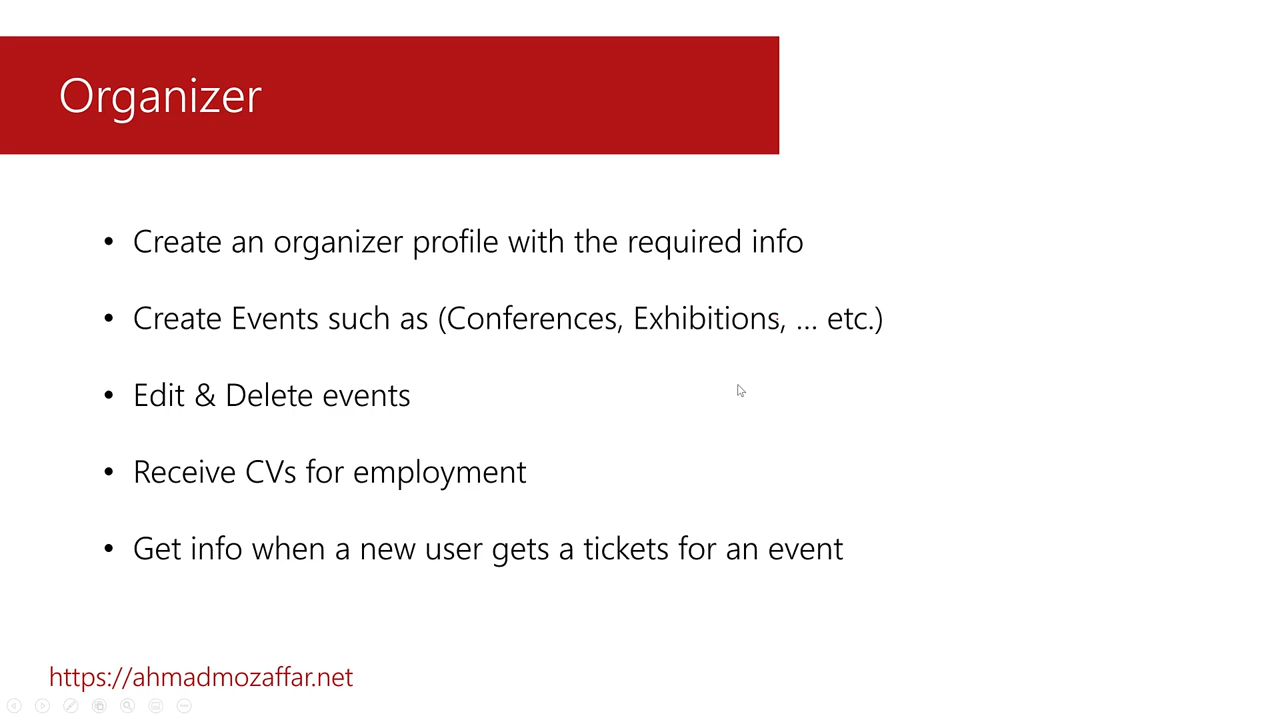 Organizer
• Create an organizer profile with the required info
• Create Events such as (Conferences, Exhibitions, ... etc.)
• Edit & Delete events
• Receive CVs for employment
• Get info when a new user gets a tickets for an event
https://ahmadmozaffar.net